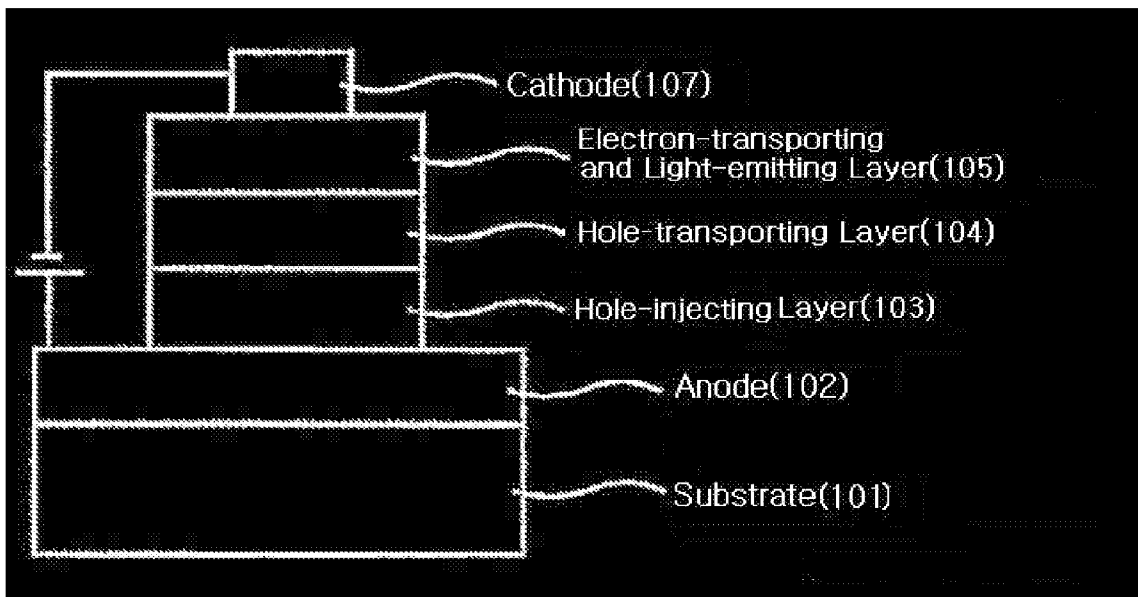 Cathode(107)
Electron-transporting
and Light-emitting Layer(105)
Hole-transporting Layer(104)
Hole-injecting Layer(103)
Anode(102)
Substrate(101)